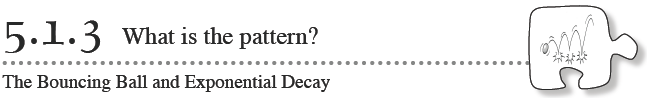 5.1.3 What is the pattern?
The Bouncing Ball and Exponential Decay